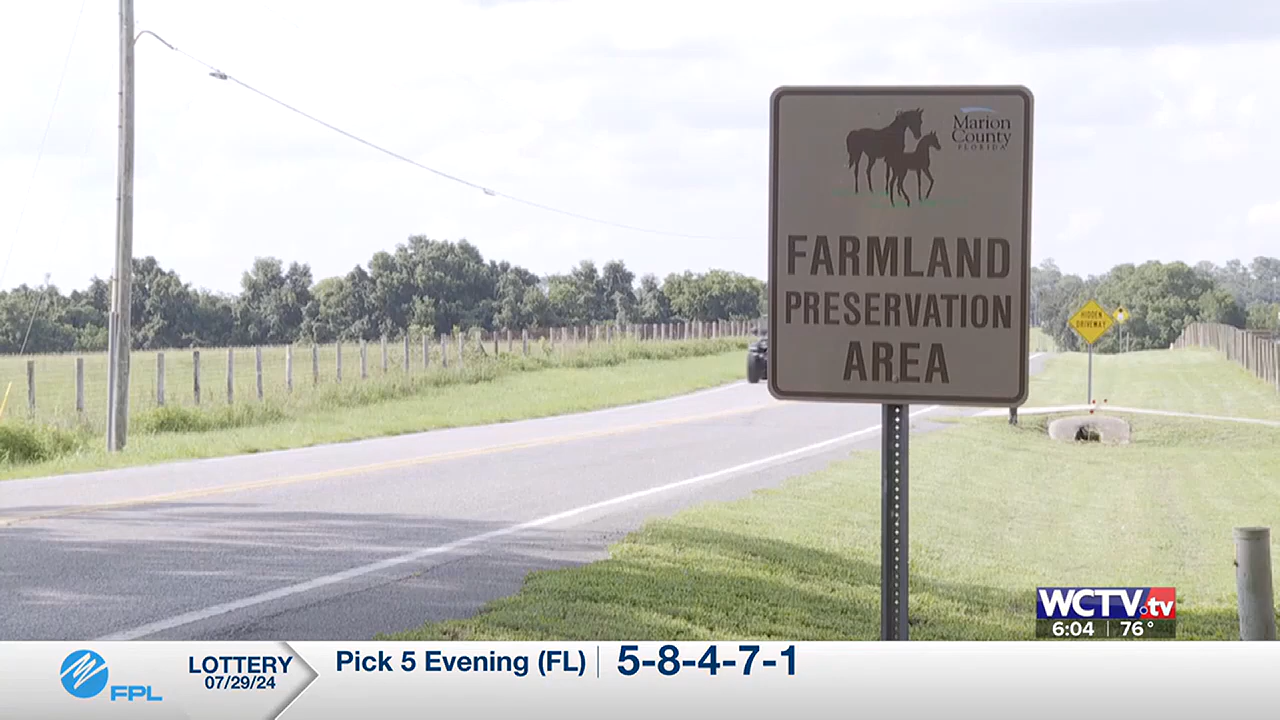 Marion
County
FLORIDA
FARMLAND
PRESERVATION
AREA
HIDDEN
DRIVEWAY
WCTV.tv
6:04 | 76°
FPL
LOTTERY
07/29/24
Pick 5 Evening (FL) | 5-8-4-7-1